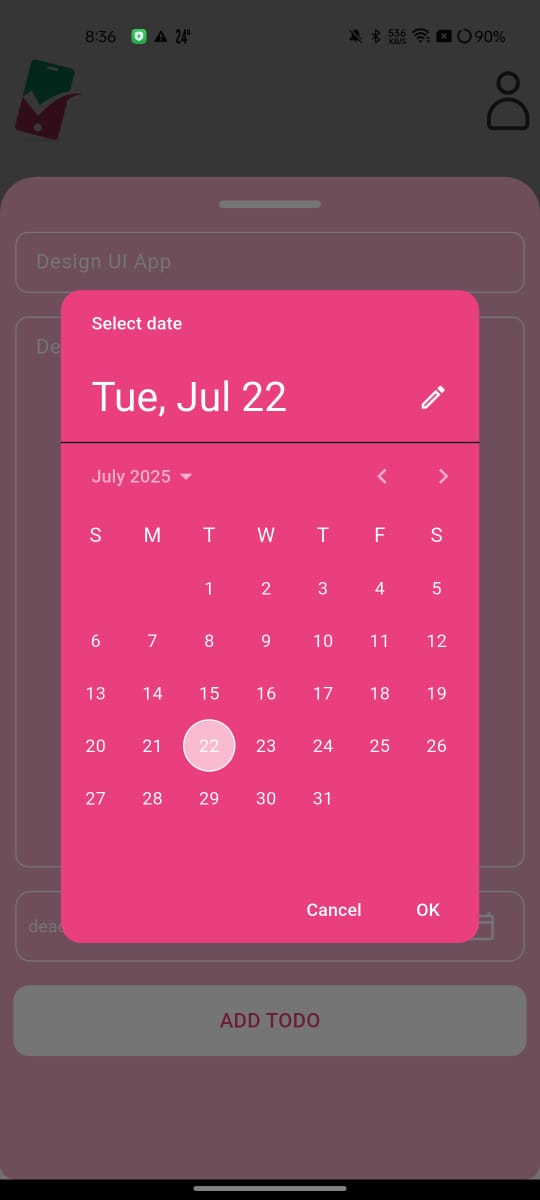 8:36 24° 536 KB/S 90%
Design UI App
De
Select date
Tue, Jul 22
July 2025
S M T W T F S
1 2 3 4 5
6 7 8 9 10 11 12
13 14 15 16 17 18 19
20 21 22 23 24 25 26
27 28 29 30 31
Cancel OK
dead
ADD TODO